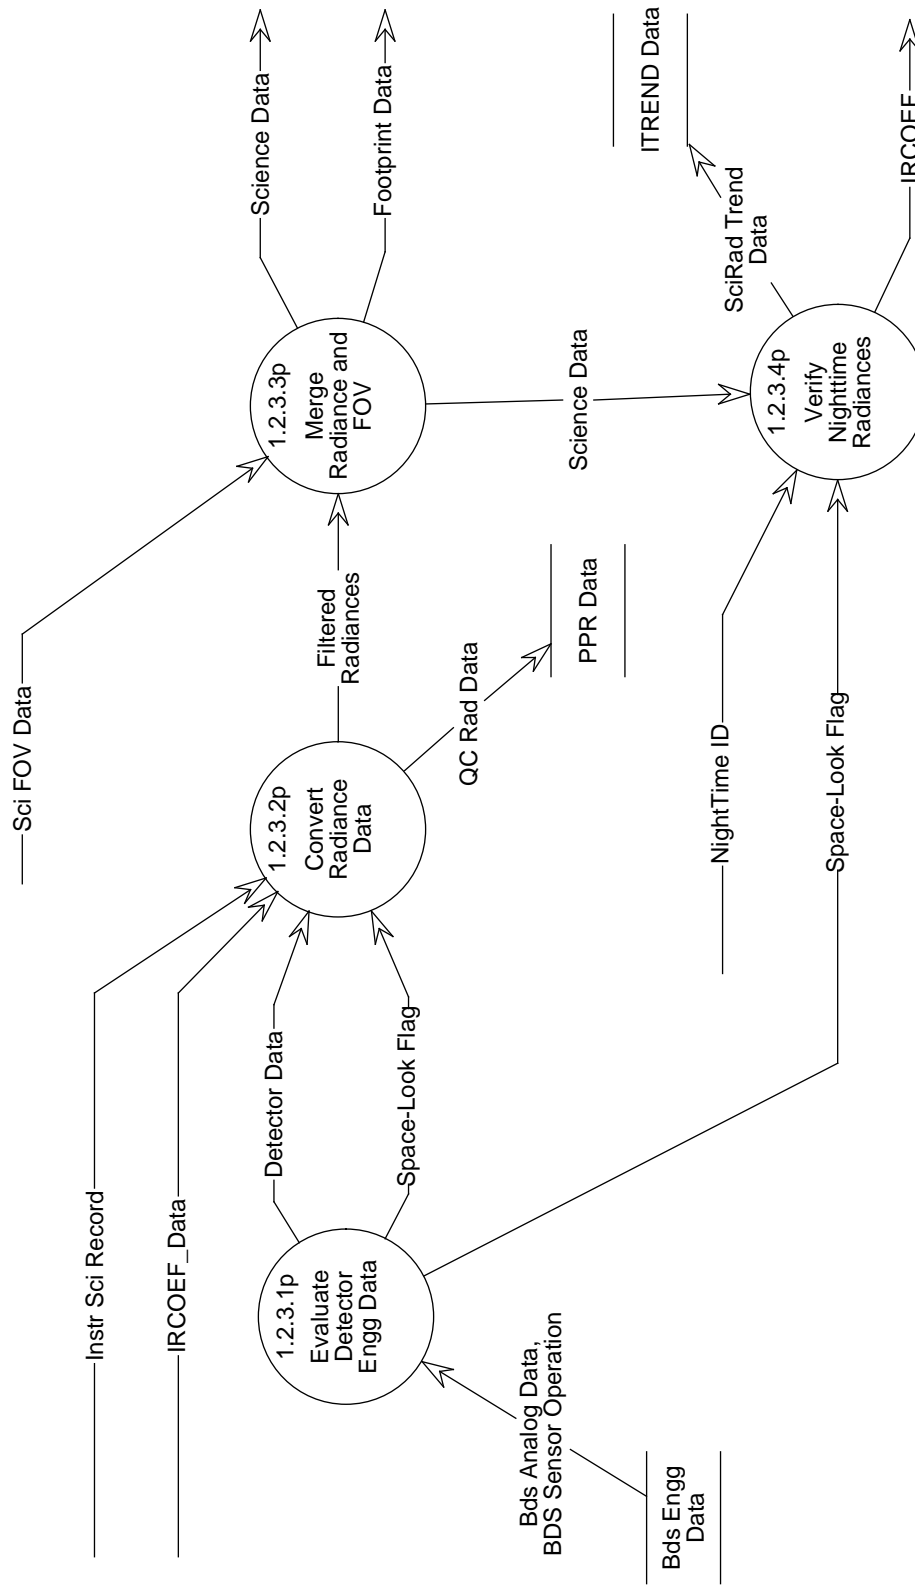 Sci FOV Data
Instr Sci Record
IRCOEF_Data
Detector Data
Space-Look Flag
1.2.3.1p
Evaluate
Detector
Engg Data
Bds Analog Data,
BDS Sensor Operation
Bds Engg
Data
1.2.3.2p
Convert
Radiance
Data
Filtered
Radiances
QC Rad Data
PPR Data
1.2.3.3p
Merge
Radiance and
FOV
Science Data
Footprint Data
Science Data
NightTime ID
Space-Look Flag
1.2.3.4p
Verify
Nighttime
Radiances
SciRad Trend
Data
ITREND Data
IRCOEF